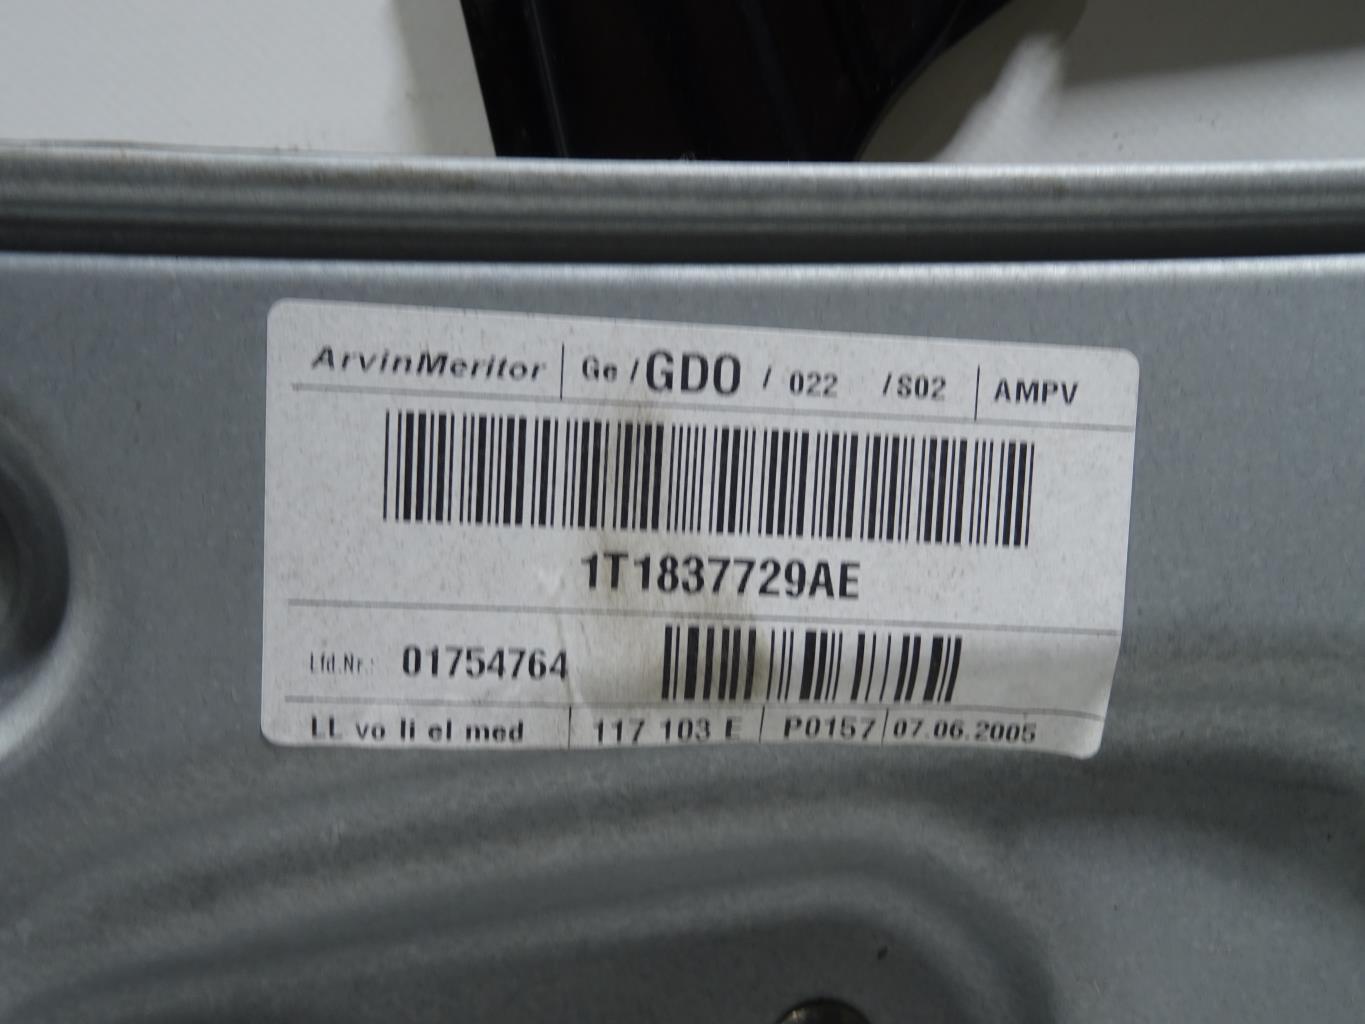 ArvinMeritor Ge /GDO / 022 /S02 AMPV
1T1837729AE
Lfd.Nr.: 01754764
LL vo li el med 117 103 E P0157 07.06.2005